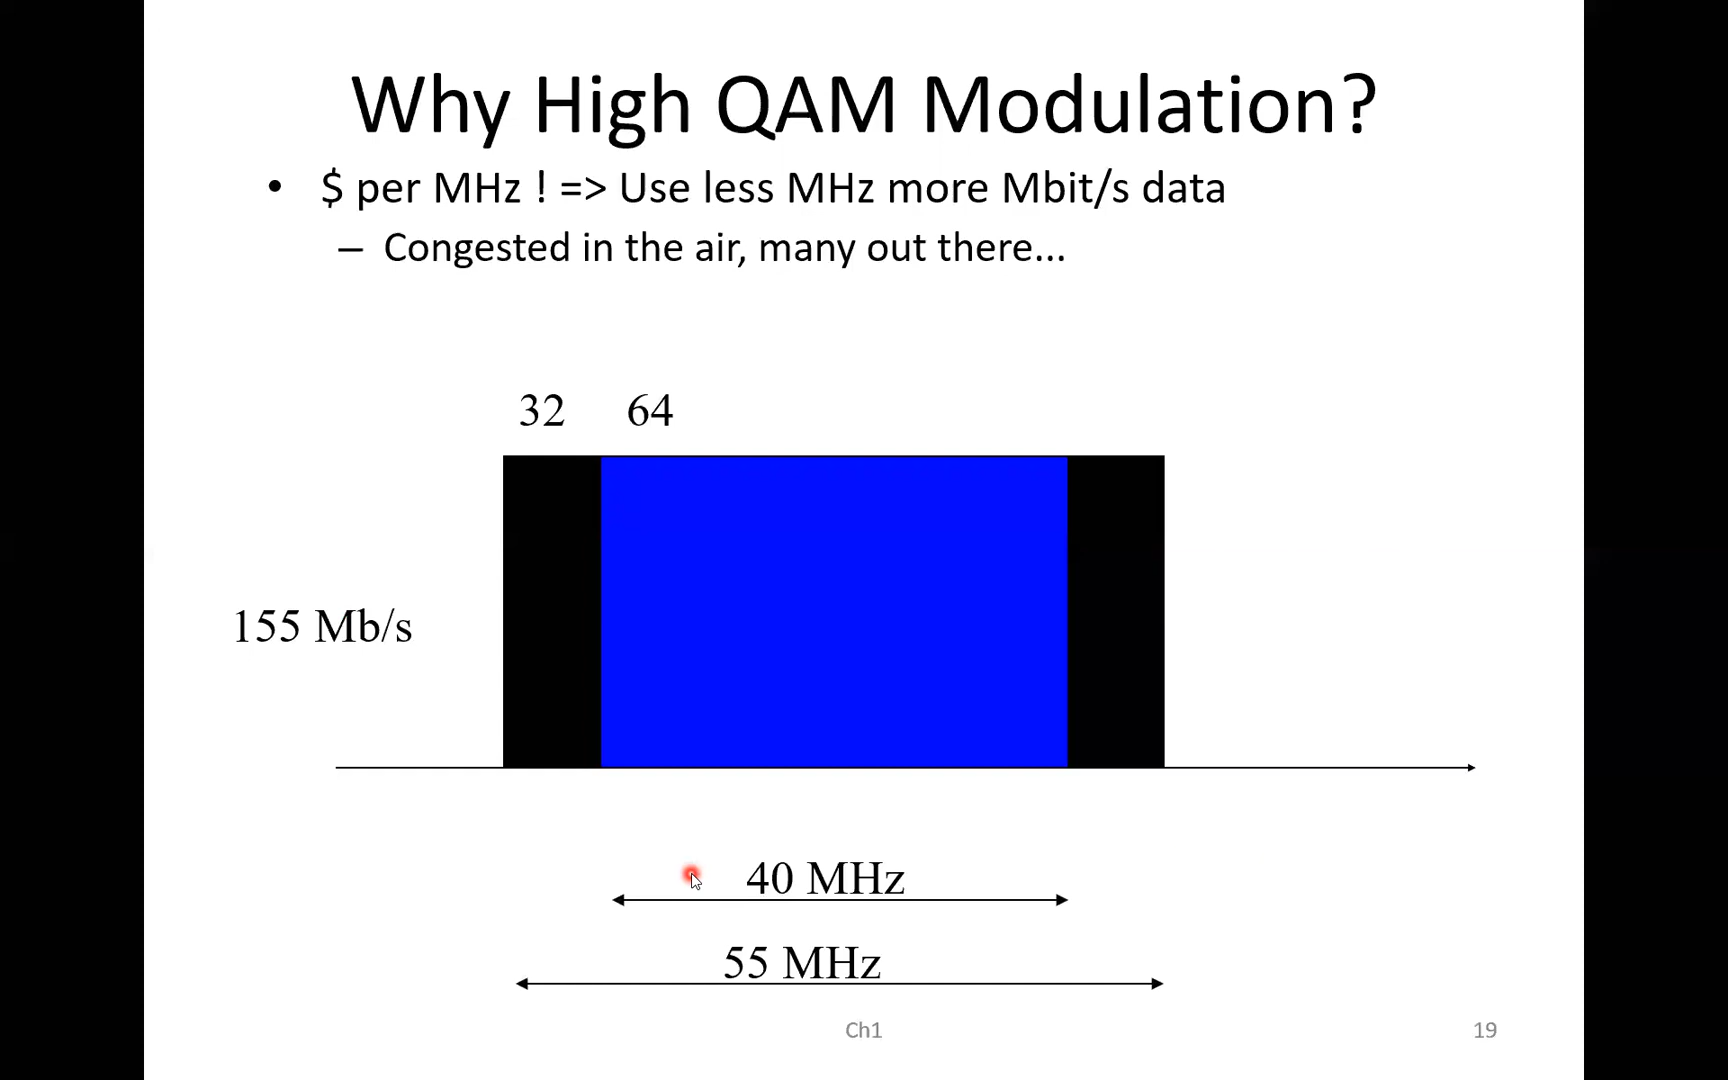 Why High QAM Modulation?
• $ per MHz ! => Use less MHz more Mbit/s data
– Congested in the air, many out there...
32 64
155 Mb/s
40 MHz
55 MHz
Ch1 19